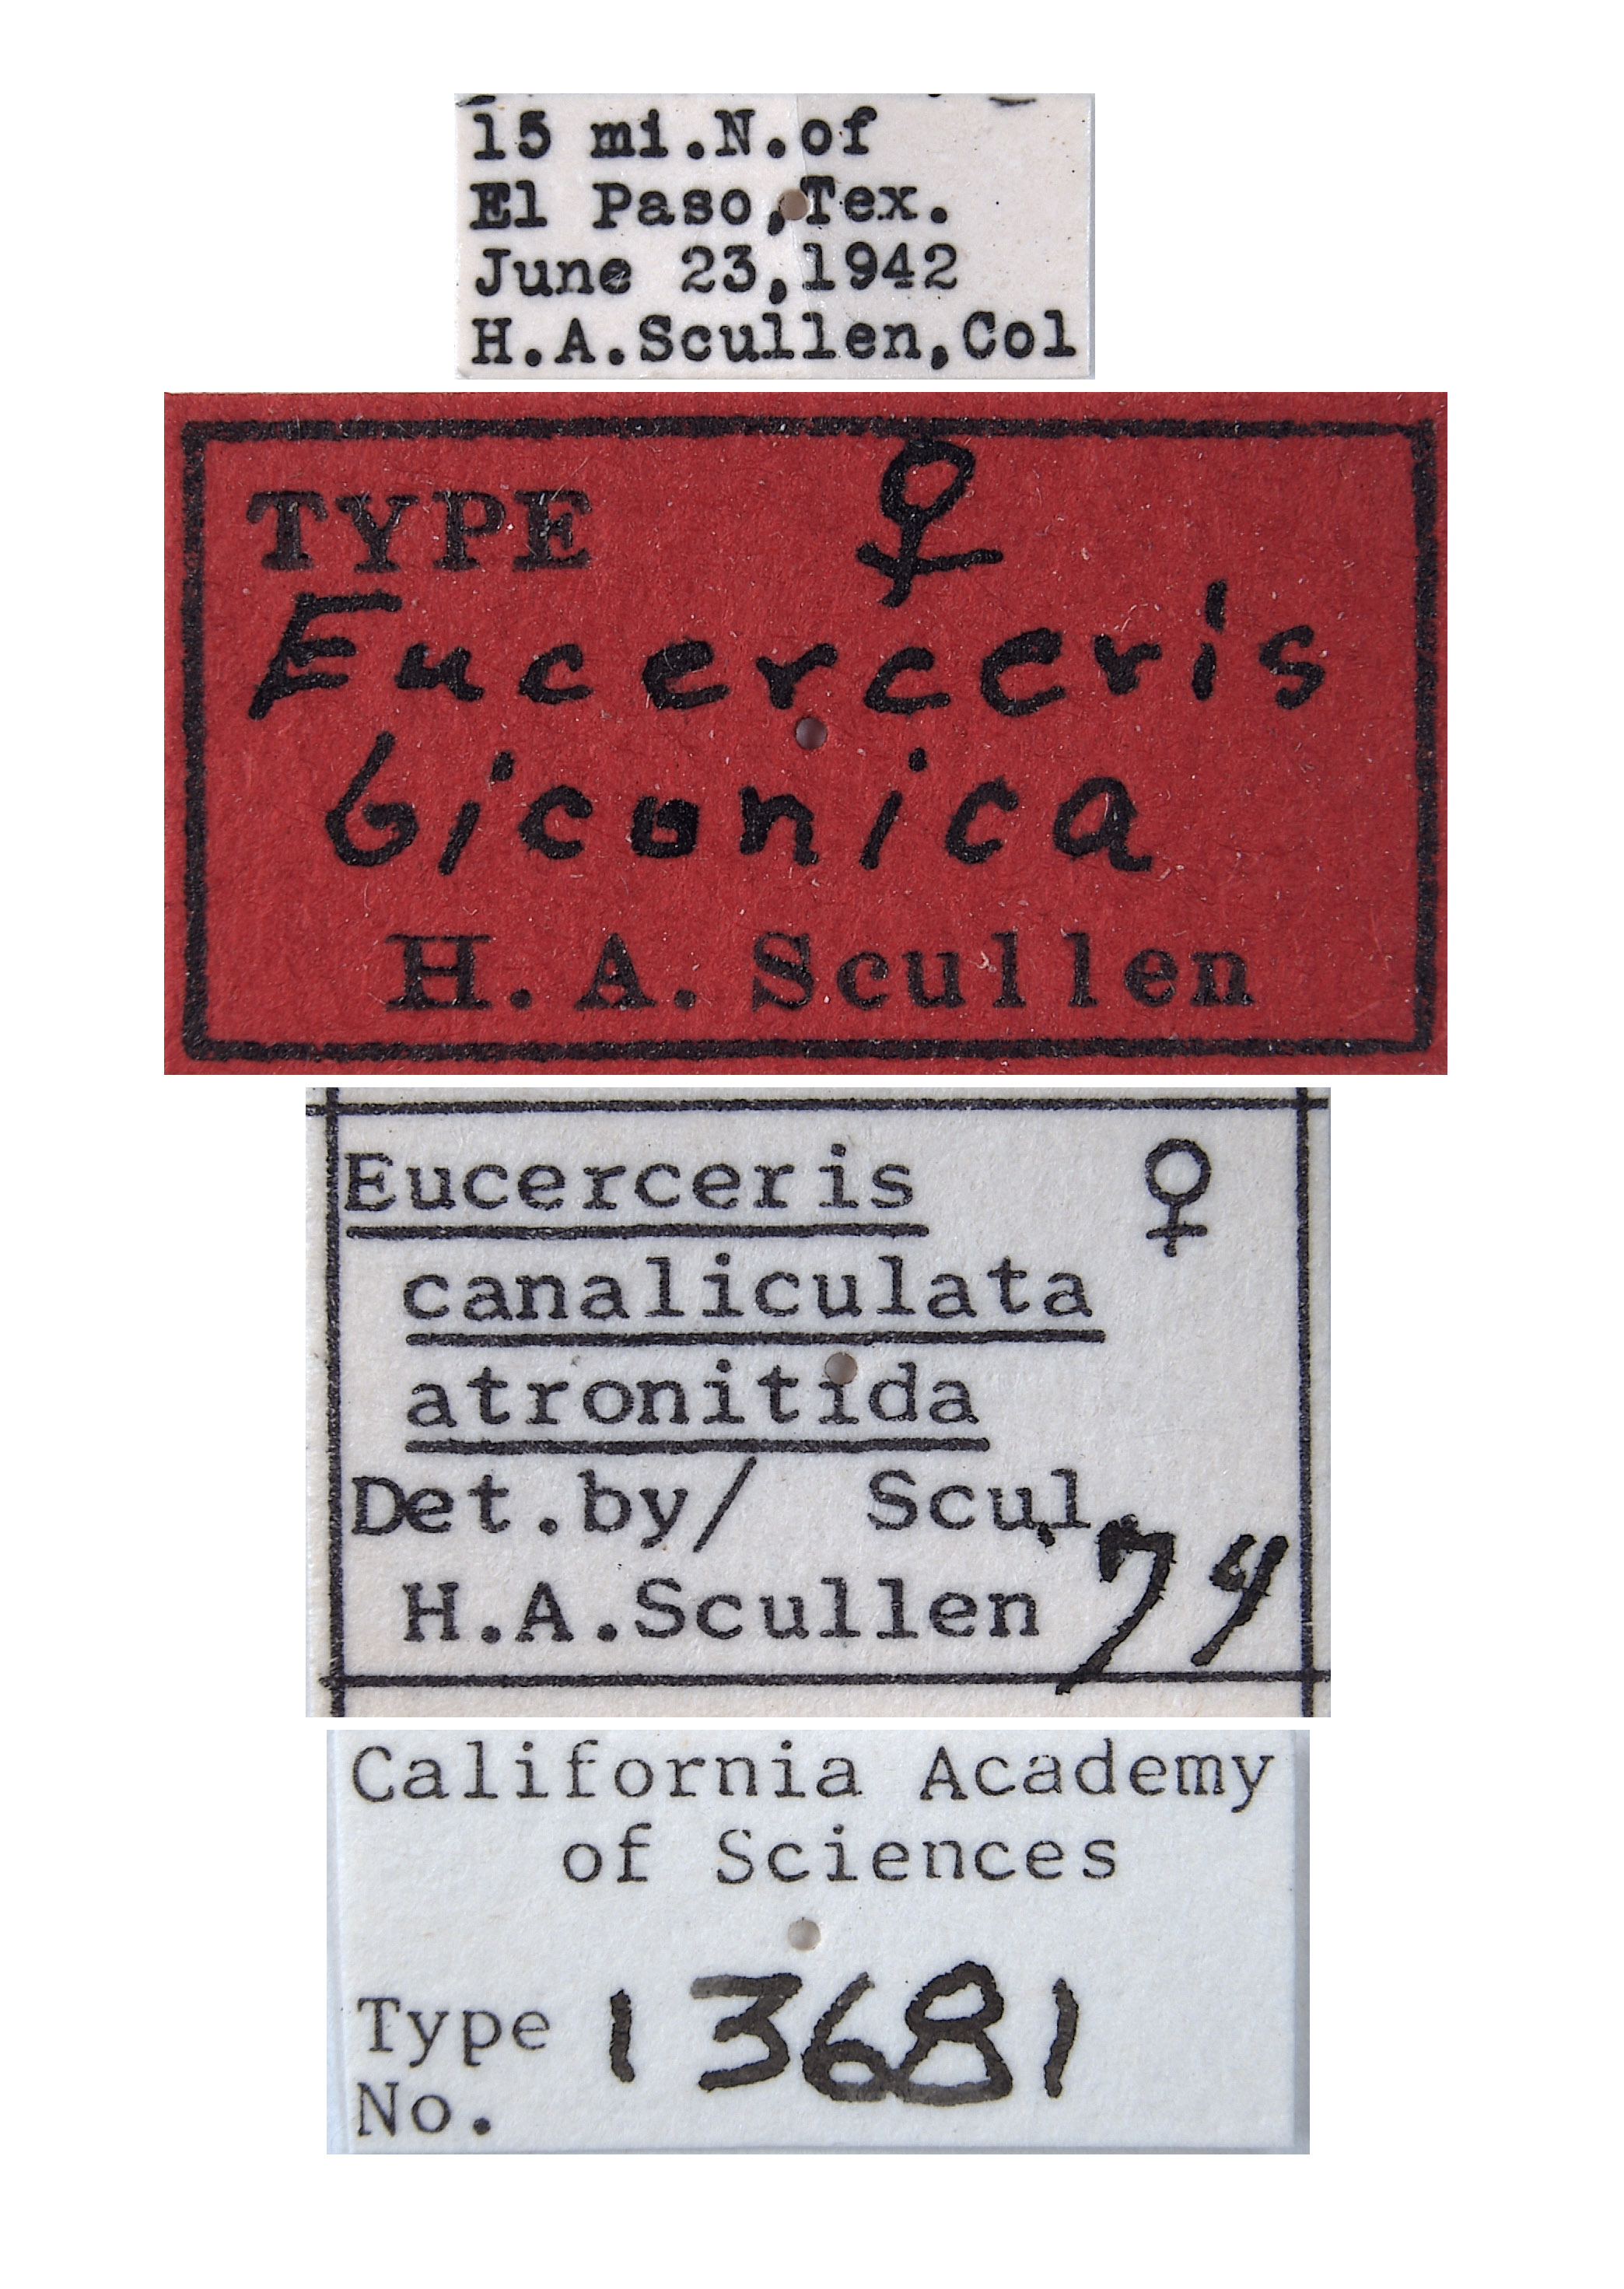 15 mi.N.of
El Paso,Tex.
June 23,1942
H.A.Scullen,Col
TYPE ♀
Eucerceris
biconica
H. A. Scullen
Eucerceris ♀
canaliculata
atronitida
Det.by/ Scul.
H.A.Scullen 74
California Academy
of Sciences
Type 13681
No.